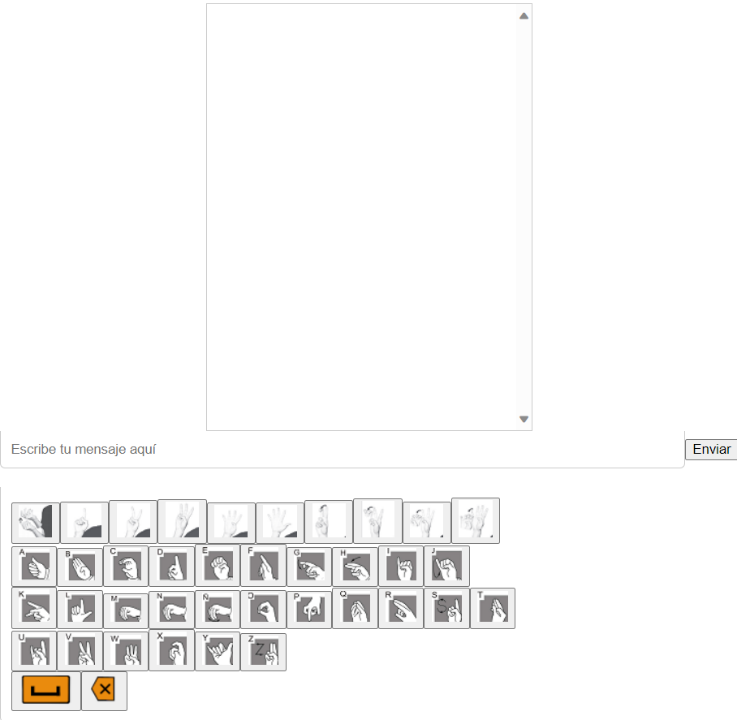 Escribe tu mensaje aquí
Enviar
A B C D E F G H I J
K L M N Ñ O P Q R S T
U V W X Y Z